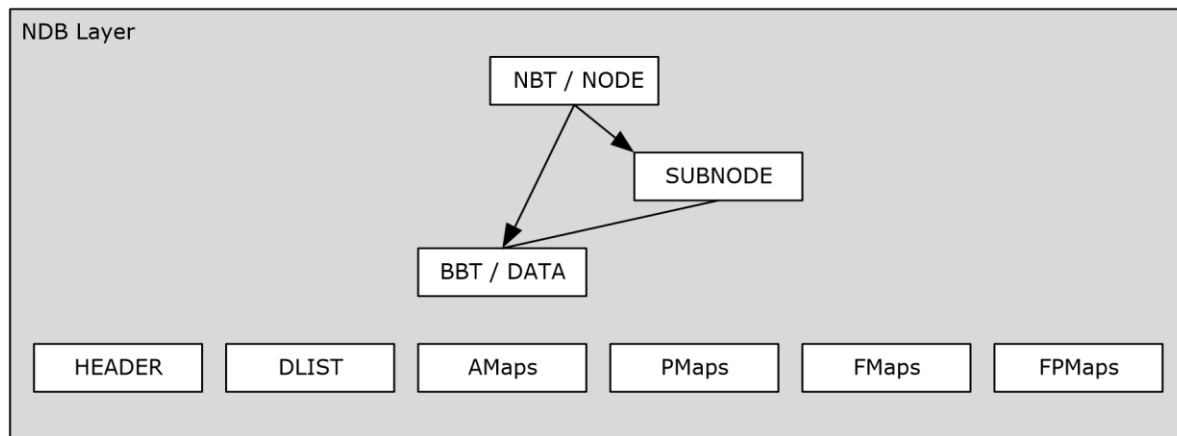 NDB Layer
NBT / NODE
SUBNODE
BBT / DATA
HEADER
DLIST
AMaps
PMaps
FMaps
FPMaps